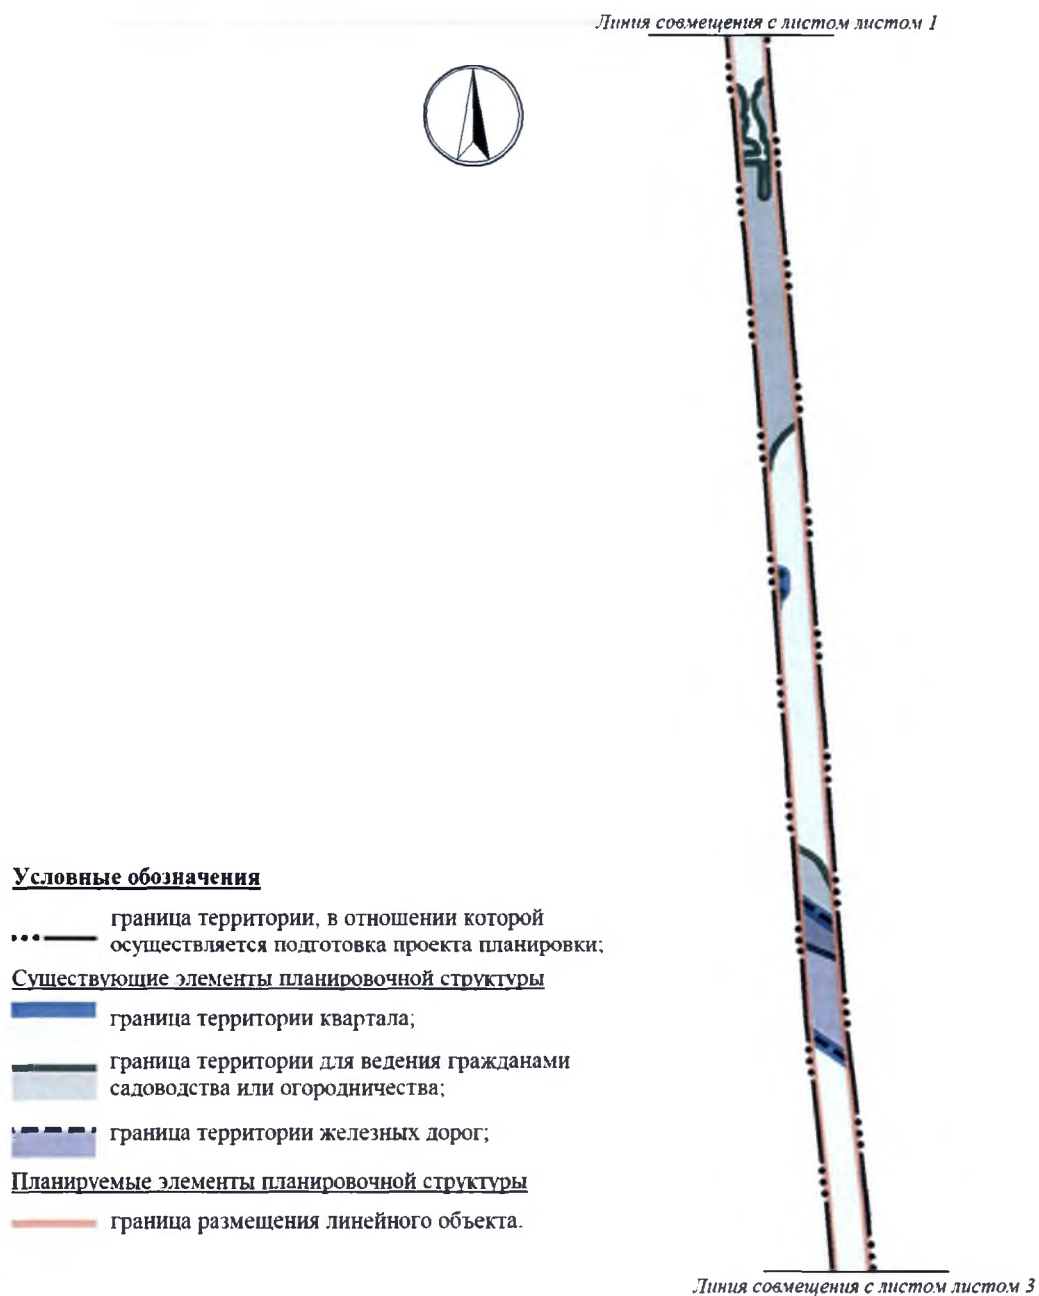 Линия совмещения с листом листом 1
Условные обозначения
граница территории, в отношении которой
осуществляется подготовка проекта планировки;
Существующие элементы планировочной структуры
граница территории квартала;
граница территории для ведения гражданами
садоводства или огородничества;
граница территории железных дорог;
Планируемые элементы планировочной структуры
граница размещения линейного объекта.
Линия совмещения с листом листом 3